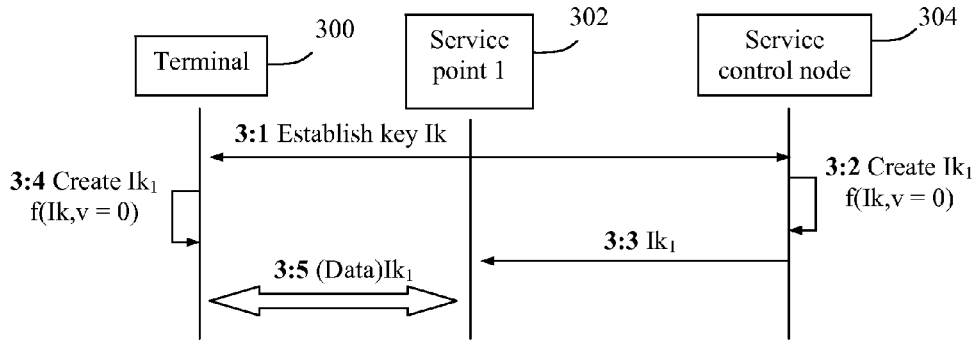 300
302
304
Terminal
Service
point 1
Service
control node
3:1 Establish key Ik
3:4 Create Ik₁
f(Ik,v = 0)
3:2 Create Ik₁
f(Ik,v = 0)
3:3 Ik₁
3:5 (Data)Ik₁